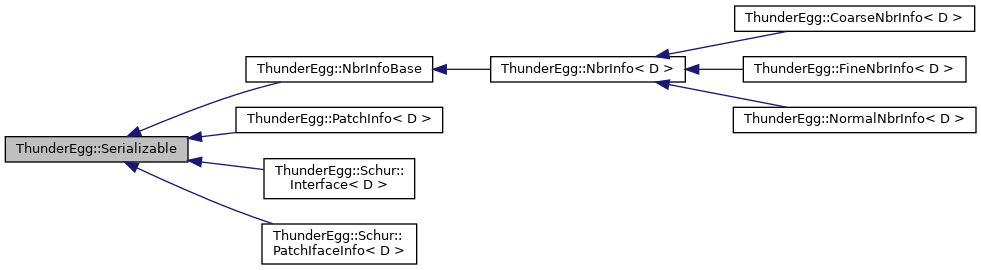 ThunderEgg::CoarseNbrInfo< D >
ThunderEgg::NbrInfoBase
ThunderEgg::NbrInfo< D >
ThunderEgg::FineNbrInfo< D >
ThunderEgg::PatchInfo< D >
ThunderEgg::NormalNbrInfo< D >
ThunderEgg::Serializable
ThunderEgg::Schur::
Interface< D >
ThunderEgg::Schur::
PatchIfaceInfo< D >